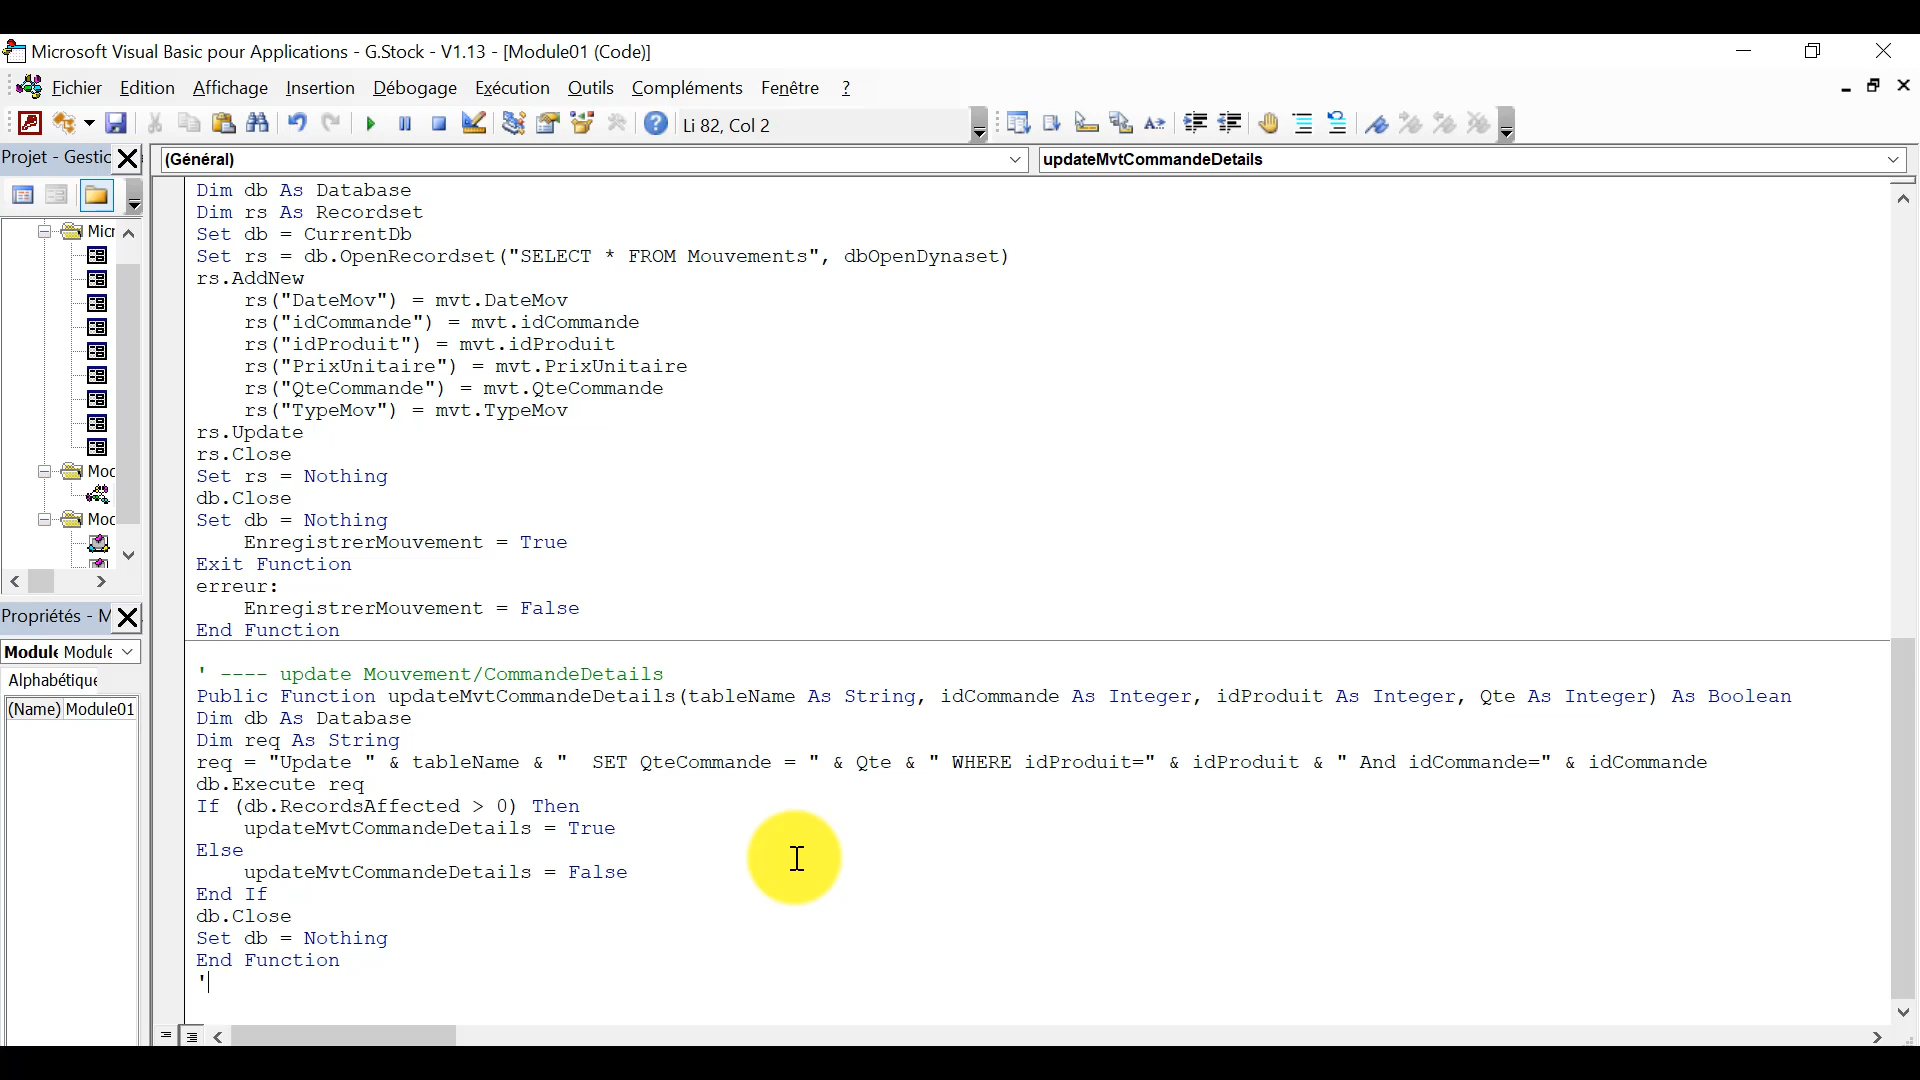 Microsoft Visual Basic pour Applications - G.Stock - V1.13 - [Module01 (Code)]
Fichier Edition Affichage Insertion Débogage Exécution Outils Compléments Fenêtre ?
Li 82, Col 2
Projet - Gestic
(Général)
updateMvtCommandeDetails
Micr
Moc
Moc
Propriétés - M
Module Module
Alphabétique
(Name) Module01
Dim db As Database
Dim rs As Recordset
Set db = CurrentDb
Set rs = db.OpenRecordset("SELECT * FROM Mouvements", dbOpenDynaset)
rs.AddNew
rs("DateMov") = mvt.DateMov
rs("idCommande") = mvt.idCommande
rs("idProduit") = mvt.idProduit
rs("PrixUnitaire") = mvt.PrixUnitaire
rs("QteCommande") = mvt.QteCommande
rs("TypeMov") = mvt.TypeMov
rs.Update
rs.Close
Set rs = Nothing
db.Close
Set db = Nothing
EnregistrerMouvement = True
Exit Function
erreur:
EnregistrerMouvement = False
End Function
' ---- update Mouvement/CommandeDetails
Public Function updateMvtCommandeDetails(tableName As String, idCommande As Integer, idProduit As Integer, Qte As Integer) As Boolean
Dim db As Database
Dim req As String
req = "Update " & tableName & "  SET QteCommande = " & Qte & " WHERE idProduit=" & idProduit & " And idCommande=" & idCommande
db.Execute req
If (db.RecordsAffected > 0) Then
updateMvtCommandeDetails = True
Else
updateMvtCommandeDetails = False
End If
db.Close
Set db = Nothing
End Function
'